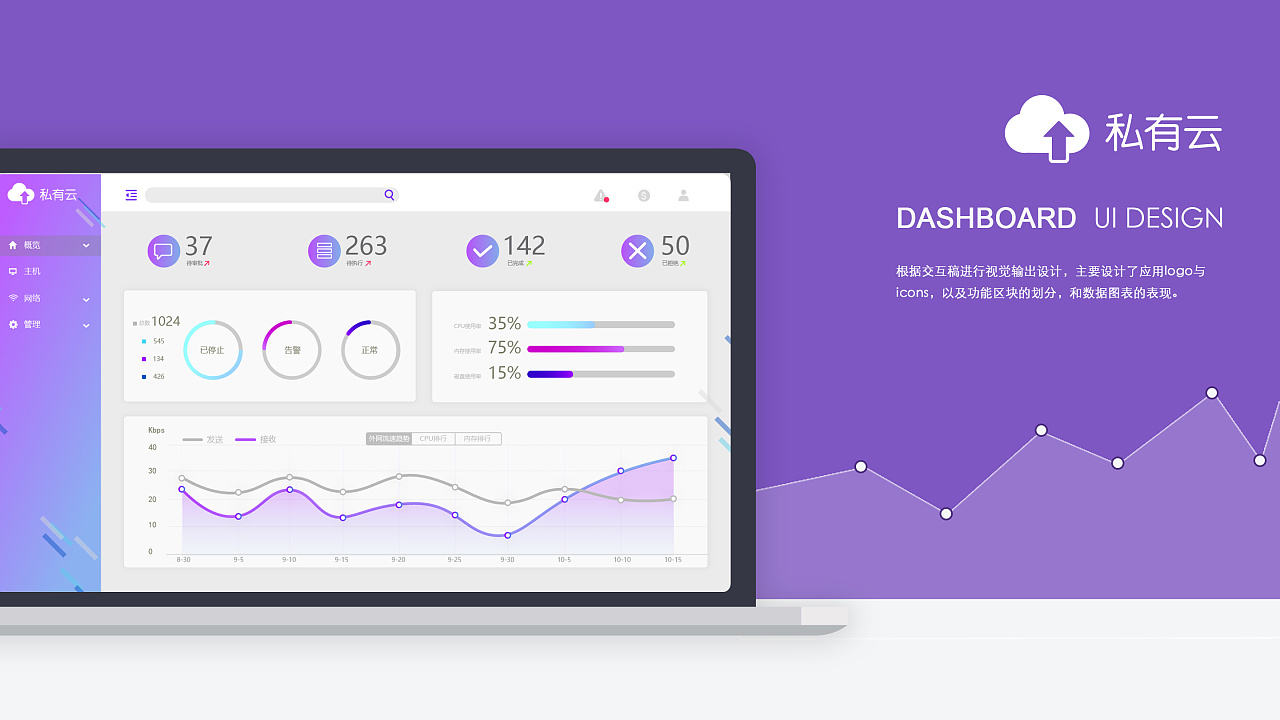 私有云
DASHBOARD UI DESIGN
根据交互稿进行视觉输出设计，主要设计了应用logo与
icons，以及功能区块的划分，和数据图表的表现。
私有云
概览
主机
网络
管理
37
待审批
263
待执行
142
已完成
50
已拒绝
总数 1024
545
134
426
已停止
告警
正常
CPU使用率 35%
内存使用率 75%
磁盘使用率 15%
Kbps
发送 接收
外网流速趋势 CPU排行 内存排行
40
30
20
10
0
8-30 9-5 9-10 9-15 9-20 9-25 9-30 10-5 10-10 10-15